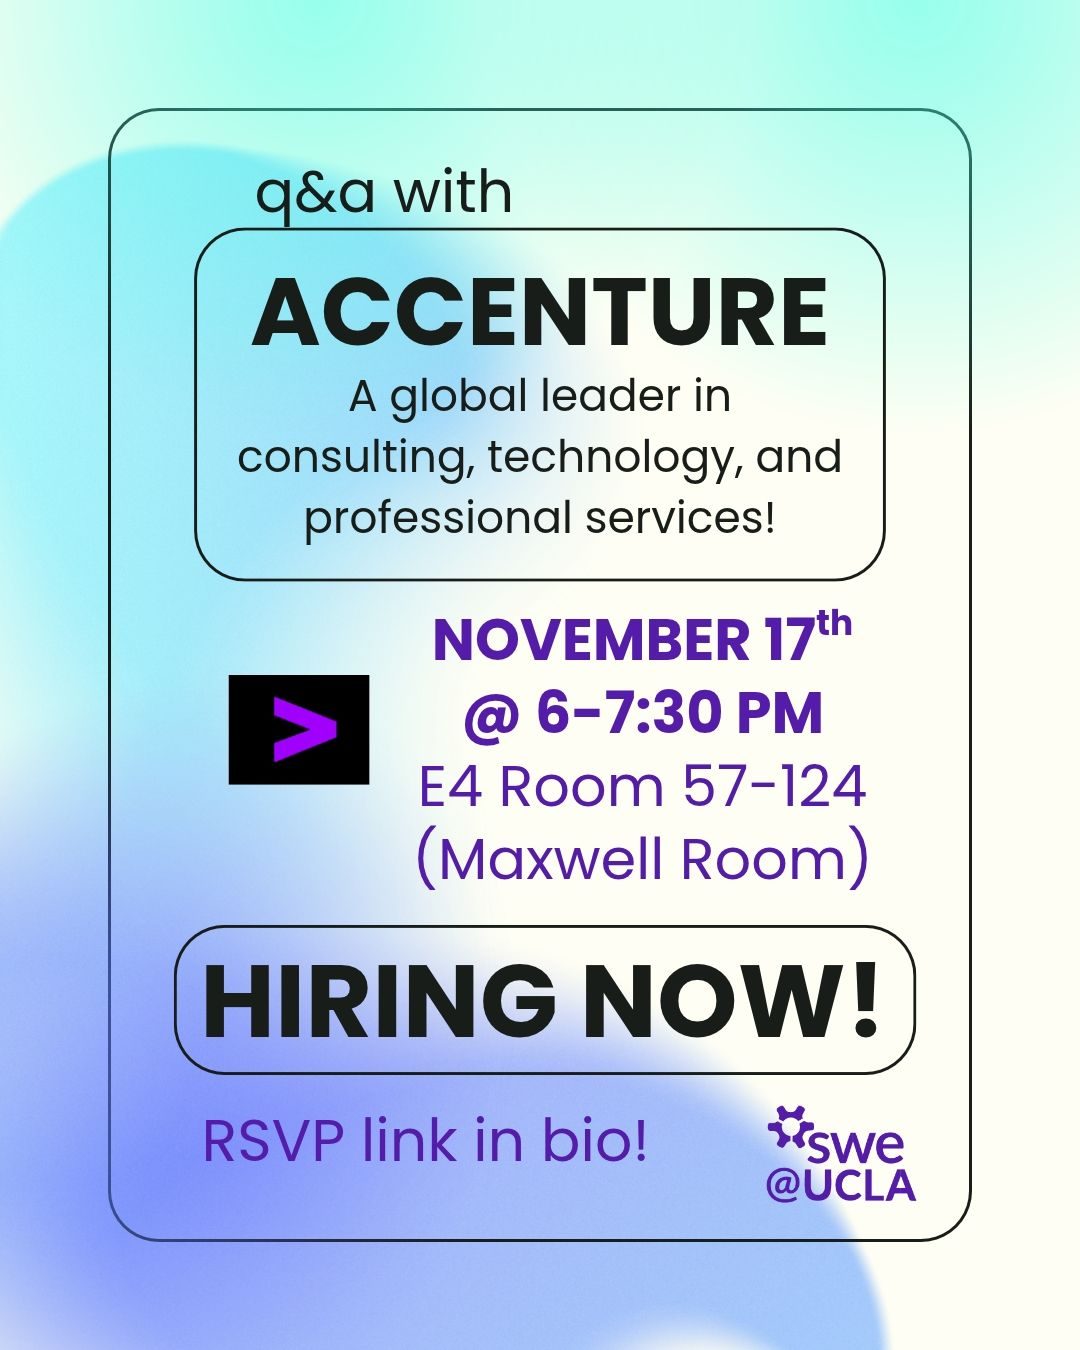 q&a with
ACCENTURE
A global leader in
consulting, technology, and
professional services!
NOVEMBER 17th
@ 6-7:30 PM
E4 Room 57-124
(Maxwell Room)
>
HIRING NOW!
RSVP link in bio!
swe
@UCLA